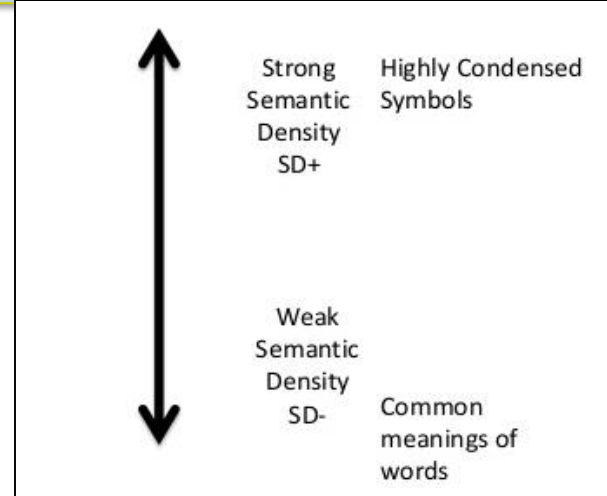 Strong
Semantic
Density
SD+
Highly Condensed
Symbols
Weak
Semantic
Density
SD-
Common
meanings of
words